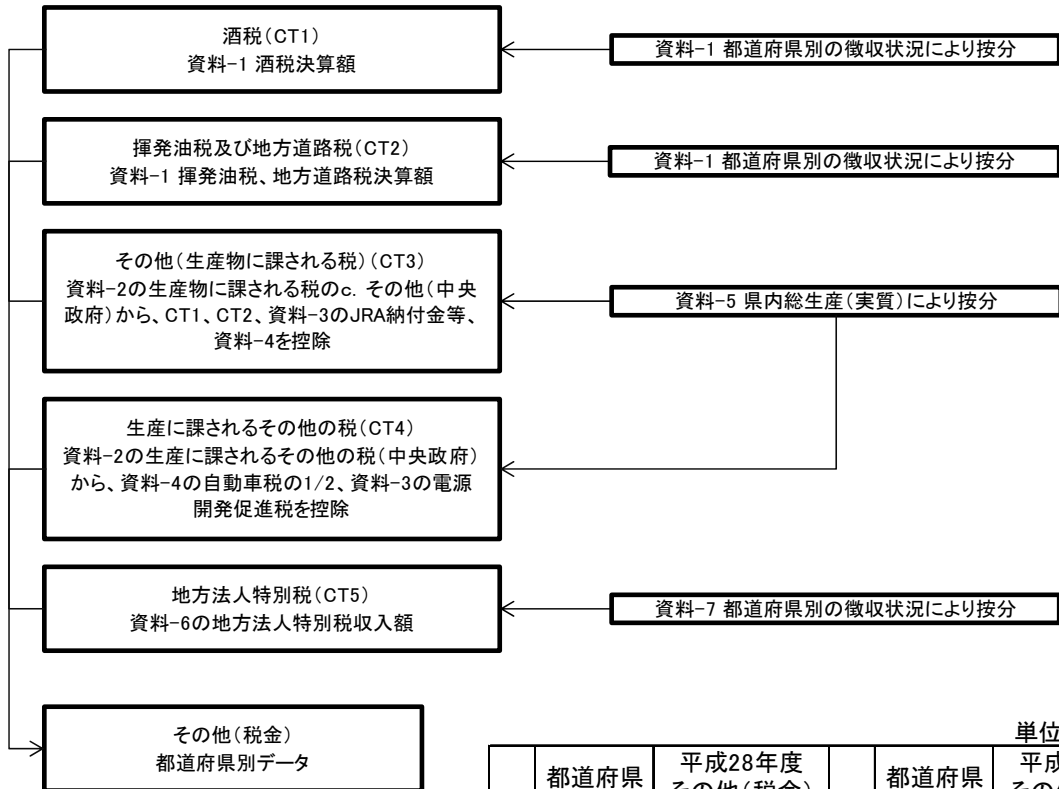 酒税(CT1)
資料-1 酒税決算額
資料-1 都道府県別の徴収状況により按分
揮発油税及び地方道路税(CT2)
資料-1 揮発油税、地方道路税決算額
資料-1 都道府県別の徴収状況により按分
その他(生産物に課される税)(CT3)
資料-2の生産物に課される税のc. その他(中央
政府)から、CT1、CT2、資料-3のJRA納付金等、
資料-4を控除
資料-5 県内総生産(実質)により按分
生産に課されるその他の税(CT4)
資料-2の生産に課されるその他の税(中央政府)
から、資料-4の自動車税の1/2、資料-3の電源
開発促進税を控除
地方法人特別税(CT5)
資料-6の地方法人特別税収入額
資料-7 都道府県別の徴収状況により按分
その他(税金)
都道府県別データ
単位
都道府県
平成28年度
その他(税金)
都道府県
平成